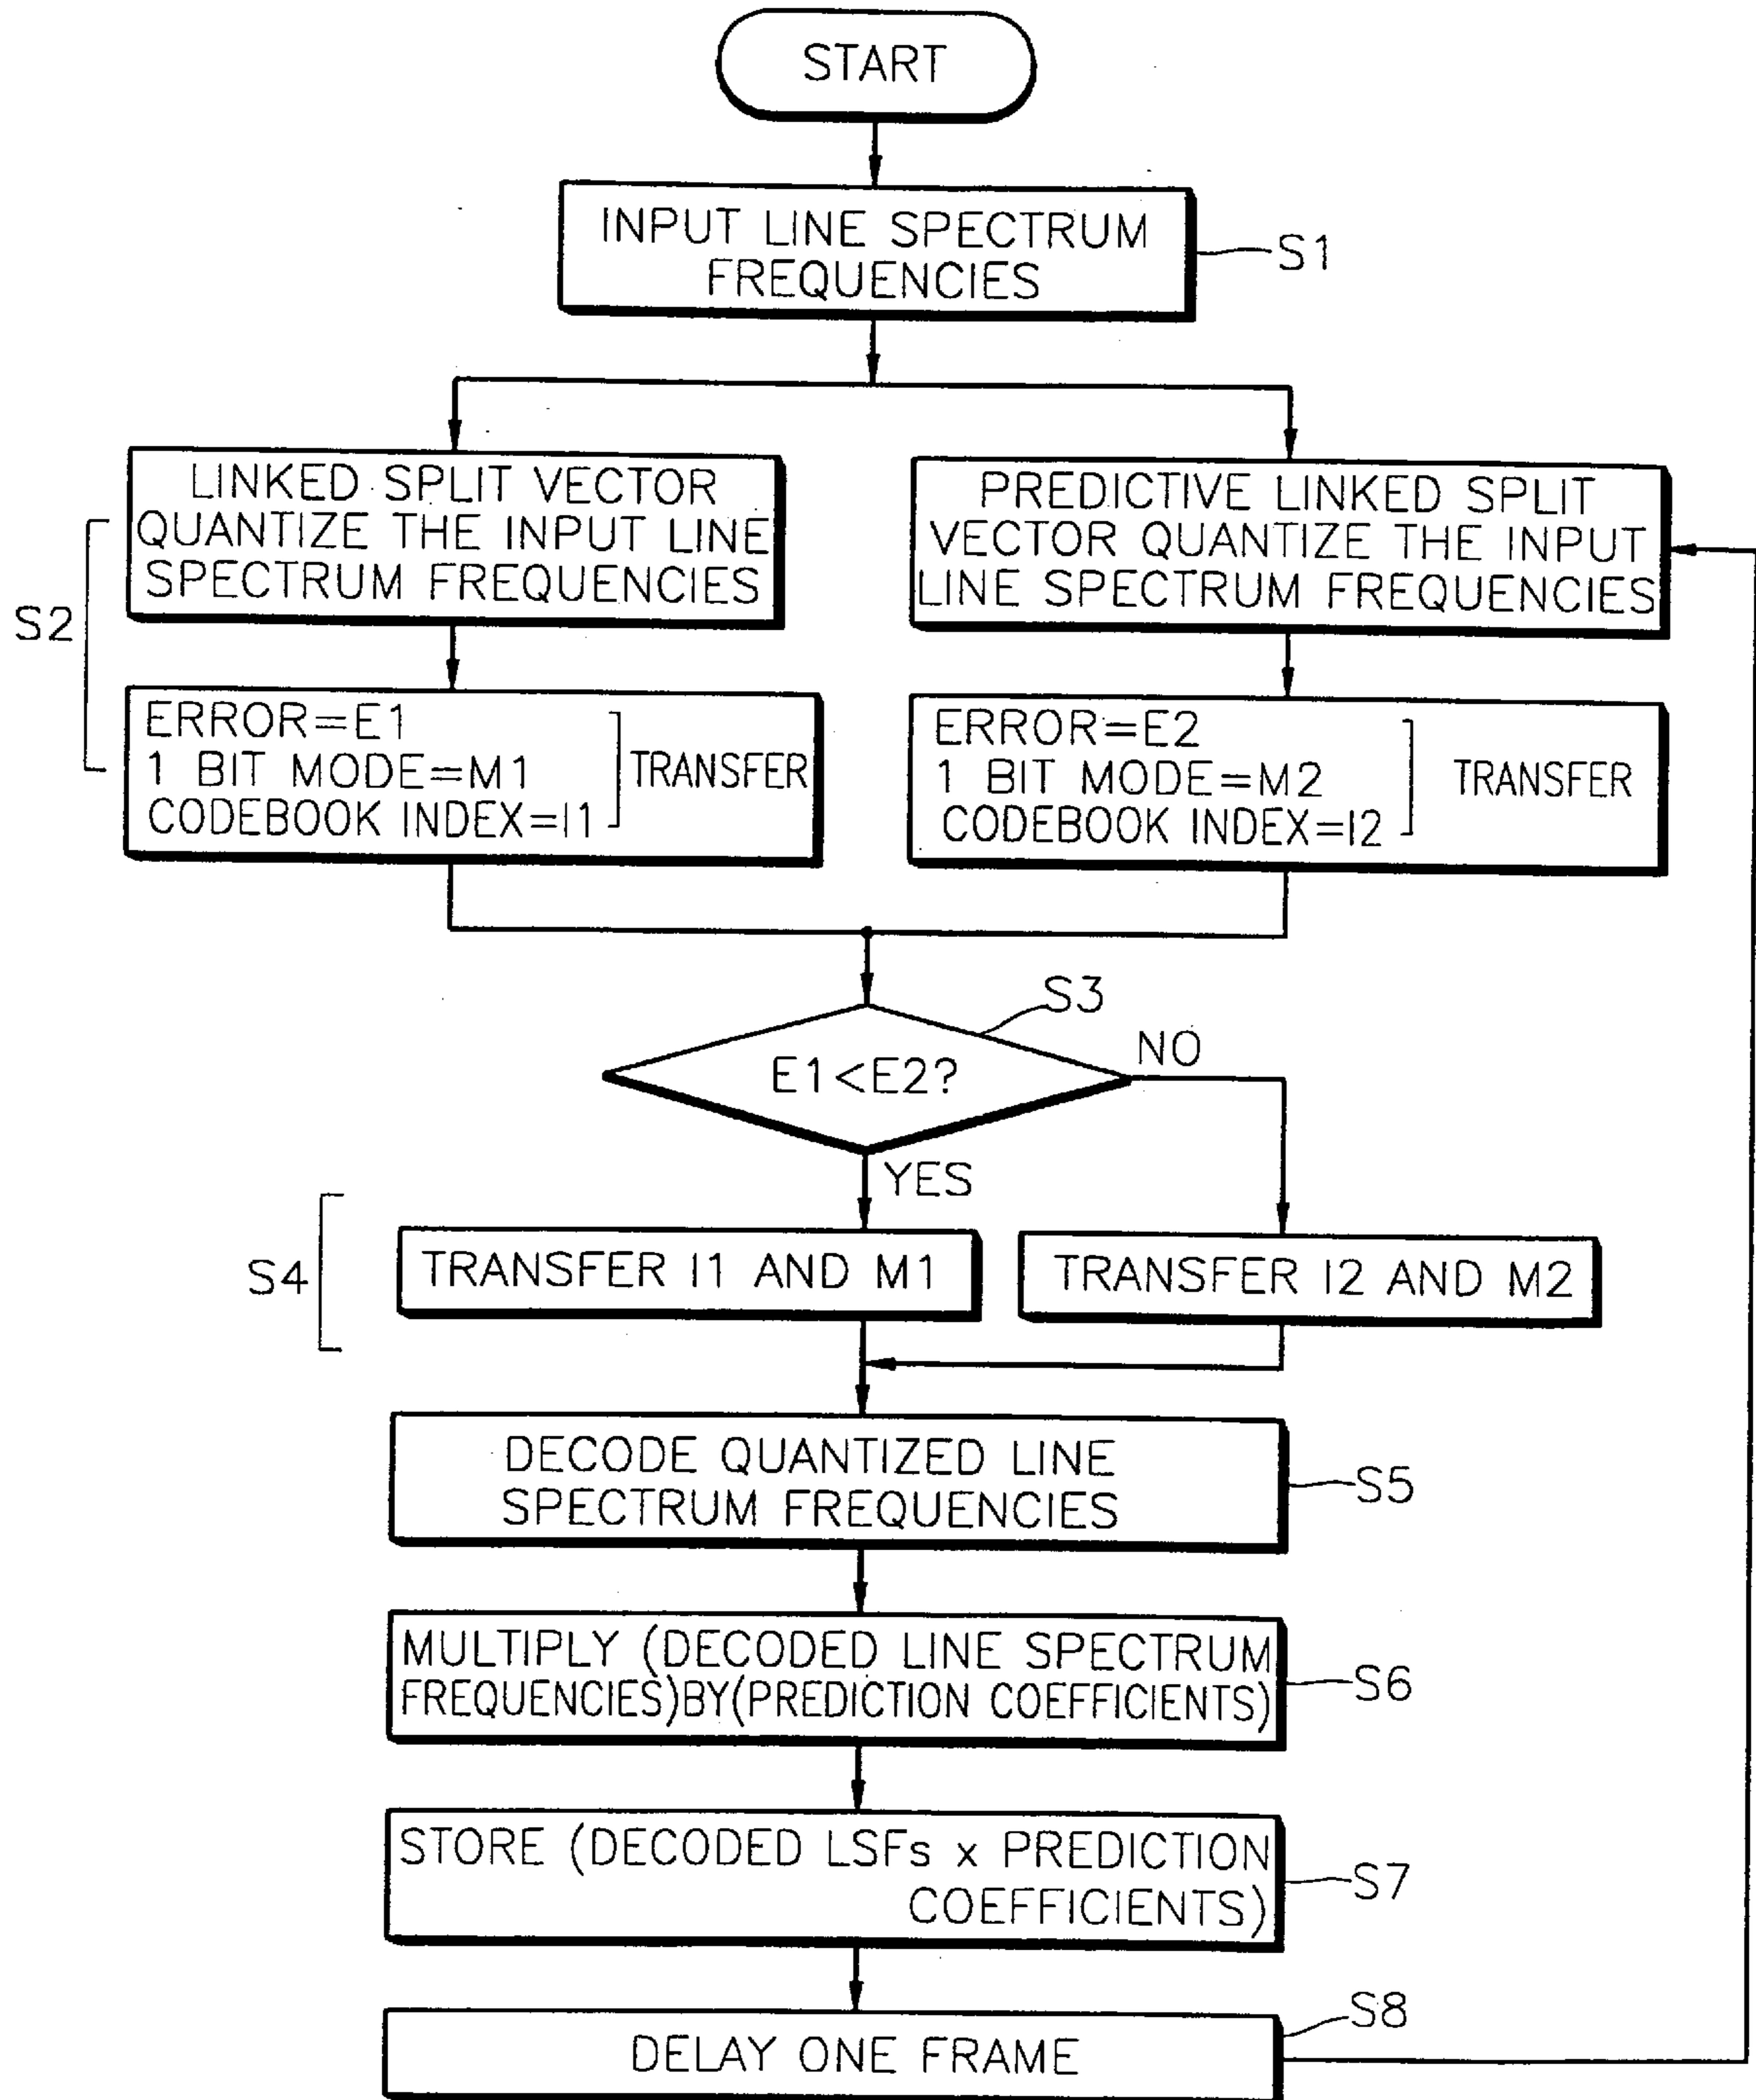 START
INPUT LINE SPECTRUM
FREQUENCIES
S1
LINKED SPLIT VECTOR
QUANTIZE THE INPUT LINE
SPECTRUM FREQUENCIES
PREDICTIVE LINKED SPLIT
VECTOR QUANTIZE THE INPUT
LINE SPECTRUM FREQUENCIES
S2
ERROR=E1
1 BIT MODE=M1
CODEBOOK INDEX=I1
TRANSFER
ERROR=E2
1 BIT MODE=M2
CODEBOOK INDEX=I2
TRANSFER
S3
E1<E2?
NO
YES
S4
TRANSFER I1 AND M1
TRANSFER I2 AND M2
DECODE QUANTIZED LINE
SPECTRUM FREQUENCIES
S5
MULTIPLY (DECODED LINE SPECTRUM
FREQUENCIES)BY(PREDICTION COEFFICIENTS)
S6
STORE (DECODED LSFs x PREDICTION
COEFFICIENTS)
S7
S8
DELAY ONE FRAME